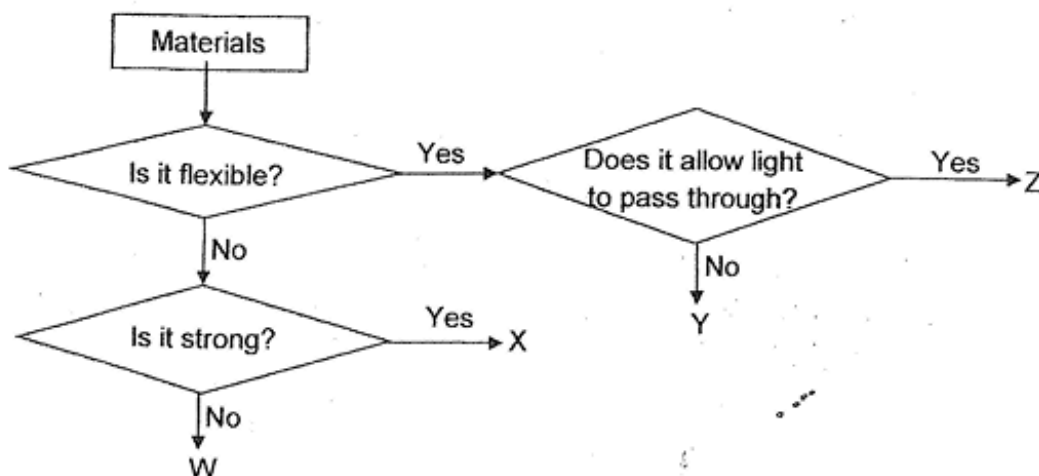 Materials
Is it flexible?
Yes
Does it allow light
to pass through?
Yes
Z
No
No
Is it strong?
Yes
X
Y
No
W